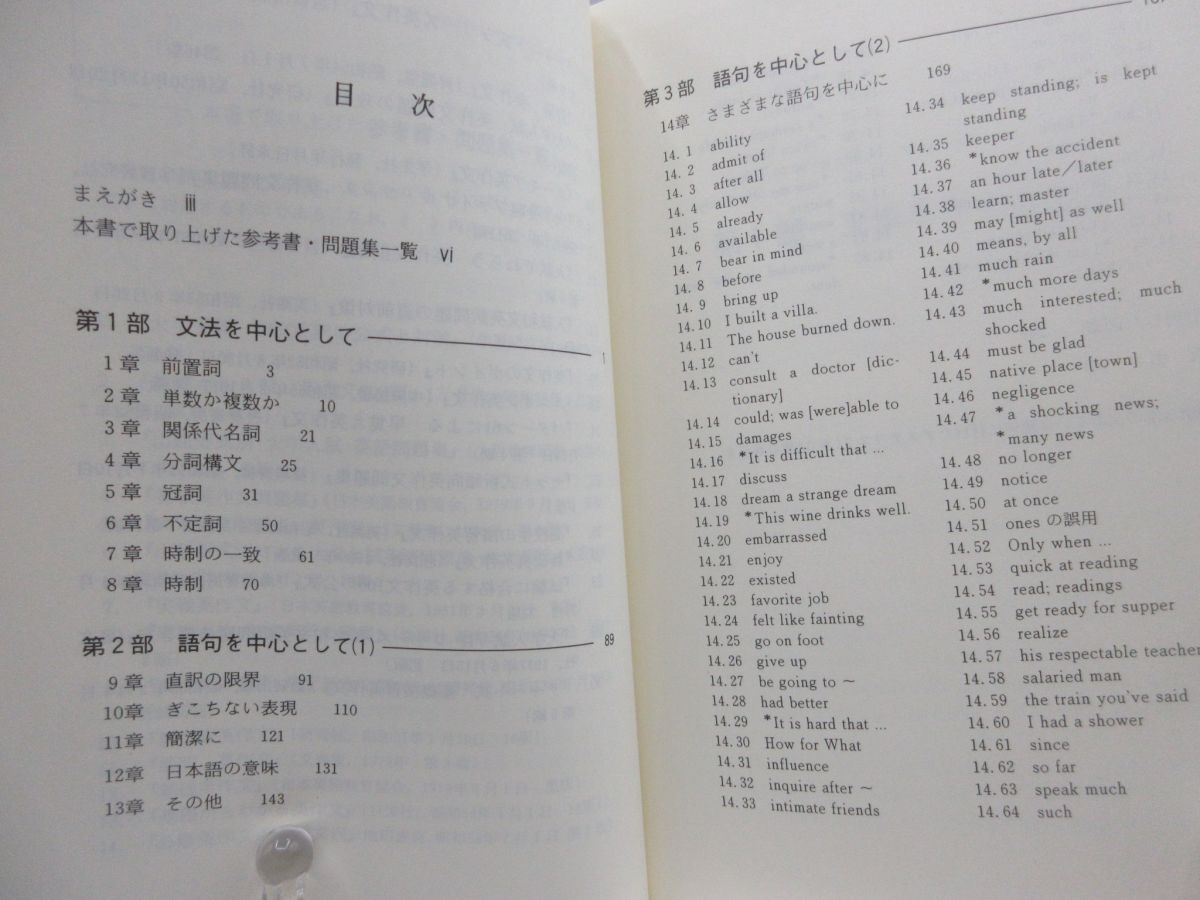 目次
まえがき ⅲ
本書で取り上げた参考書・問題集一覧 ⅵ
第1部 文法を中心として 1
1章 前置詞 3
2章 単数か複数か 10
3章 関係代名詞 21
4章 分詞構文 25
5章 冠詞 31
6章 不定詞 50
7章 時制の一致 61
8章 時制 70
第2部 語句を中心として(1) 89
9章 直訳の限界 91
10章 ぎこちない表現 110
11章 簡潔に 121
12章 日本語の意味 131
13章 その他 143
第3部 語句を中心として(2)
14章 さまざまな語句を中心に 169
14. 1 ability
14. 2 admit of
14. 3 after all
14. 4 allow
14. 5 already
14. 6 available
14. 7 bear in mind
14. 8 before
14. 9 bring up
14.10 I built a villa.
14.11 The house burned down.
14.12 can't
14.13 consult a doctor [dic-
tionary]
14.14 could; was [were]able to
14.15 damages
14.16 *It is difficult that ...
14.17 discuss
14.18 dream a strange dream
14.19 *This wine drinks well.
14.20 embarrassed
14.21 enjoy
14.22 existed
14.23 favorite job
14.24 felt like fainting
14.25 go on foot
14.26 give up
14.27 be going to ～
14.28 had better
14.29 *It is hard that ...
14.30 How for What
14.31 influence
14.32 inquire after ～
14.33 intimate friends
14.34 keep standing; is kept
standing
14.35 keeper
14.36 *know the accident
14.37 an hour late／later
14.38 learn; master
14.39 may [might] as well
14.40 means, by all
14.41 much rain
14.42 *much more days
14.43 much interested; much
shocked
14.44 must be glad
14.45 native place [town]
14.46 negligence
14.47 *a shocking news;
*many news
14.48 no longer
14.49 notice
14.50 at once
14.51 ones の誤用
14.52 Only when ...
14.53 quick at reading
14.54 read; readings
14.55 get ready for supper
14.56 realize
14.57 his respectable teacher
14.58 salaried man
14.59 the train you've said
14.60 I had a shower
14.61 since
14.62 so far
14.63 speak much
14.64 such